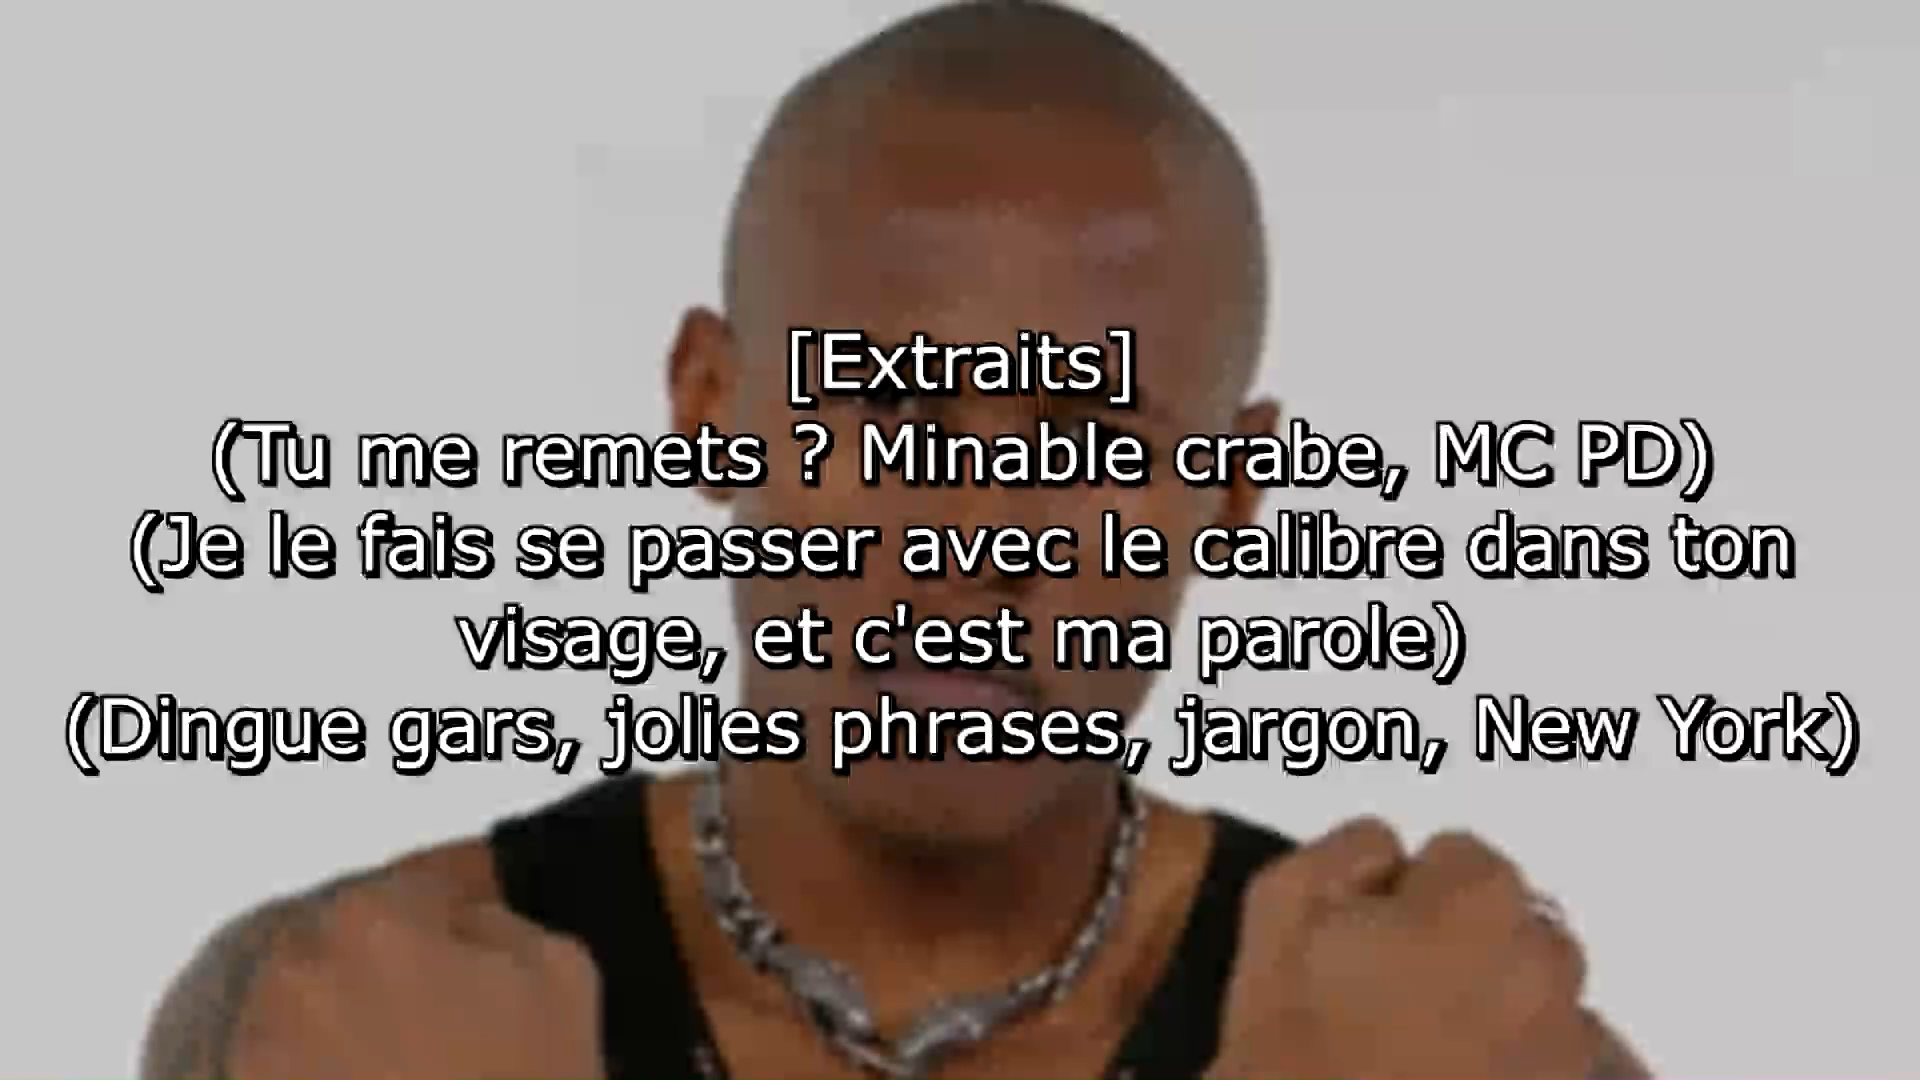 [Extraits]
(Tu me remets ? Minable crabe, MC PD)
(Je le fais se passer avec le calibre dans ton
visage, et c'est ma parole)
(Dingue gars, jolies phrases, jargon, New York)